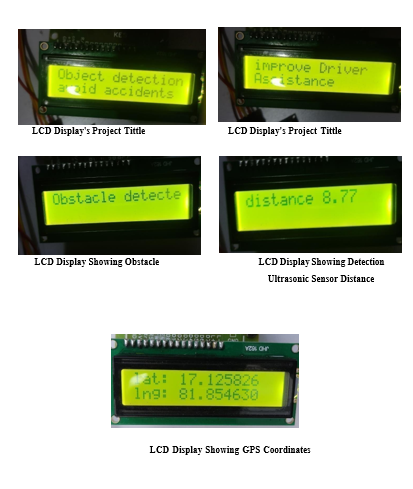 Object detection
avoid accidents
improve Driver
Assistance
LCD Display's Project Tittle
LCD Display's Project Tittle
Obstacle detecte
distance 8.77
LCD Display Showing Obstacle
LCD Display Showing Detection
Ultrasonic Sensor Distance
JHD 162A
lat: 17.125826
lng: 81.854630
LCD Display Showing GPS Coordinates